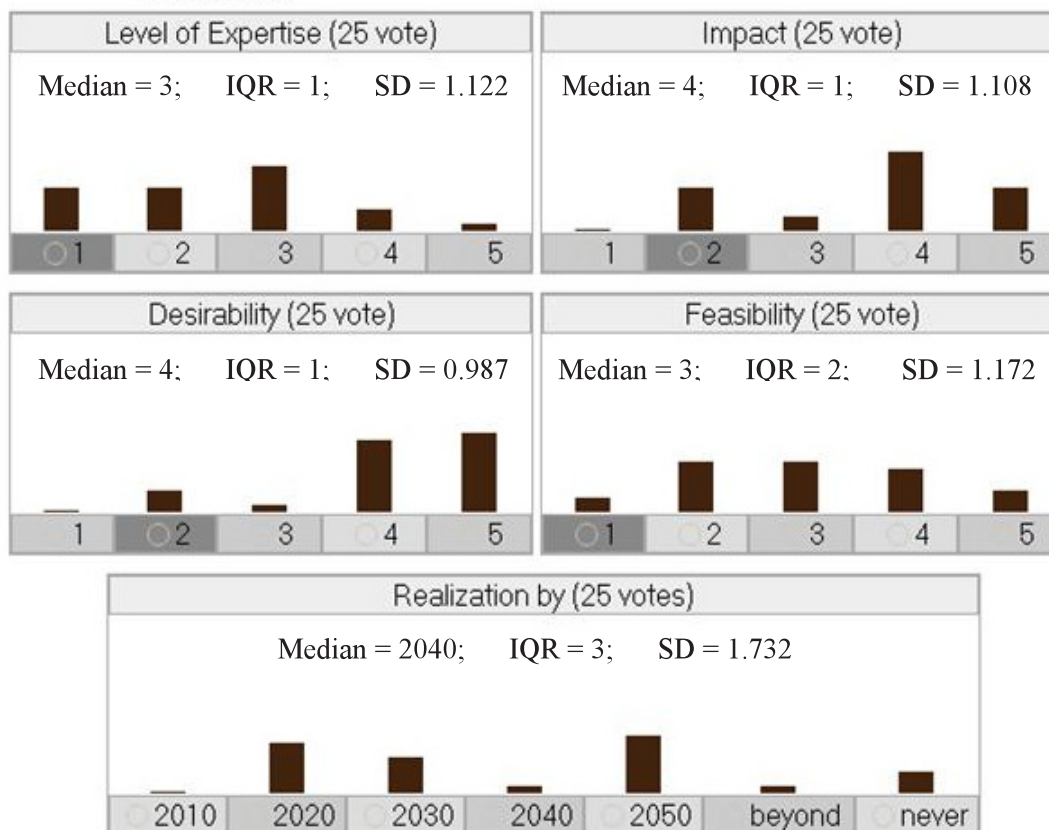 Level of Expertise (25 vote)
Median = 3; IQR = 1; SD = 1.122
1 2 3 4 5
Impact (25 vote)
Median = 4; IQR = 1; SD = 1.108
1 2 3 4 5
Desirability (25 vote)
Median = 4; IQR = 1; SD = 0.987
1 2 3 4 5
Feasibility (25 vote)
Median = 3; IQR = 2; SD = 1.172
1 2 3 4 5
Realization by (25 votes)
Median = 2040; IQR = 3; SD = 1.732
2010 2020 2030 2040 2050 beyond never